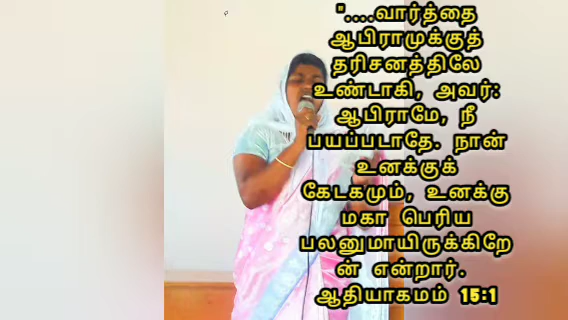 "....வார்த்தை
ஆபிராமுக்குத்
தரிசனத்திலே
உண்டாகி, அவர்:
ஆபிராமே, நீ
பயப்படாதே. நான்
உனக்குக்
கேடகமும், உனக்கு
மகா பெரிய
பலனுமாயிருக்கிறே
ன் என்றார்.
ஆதியாகமம் 15:1